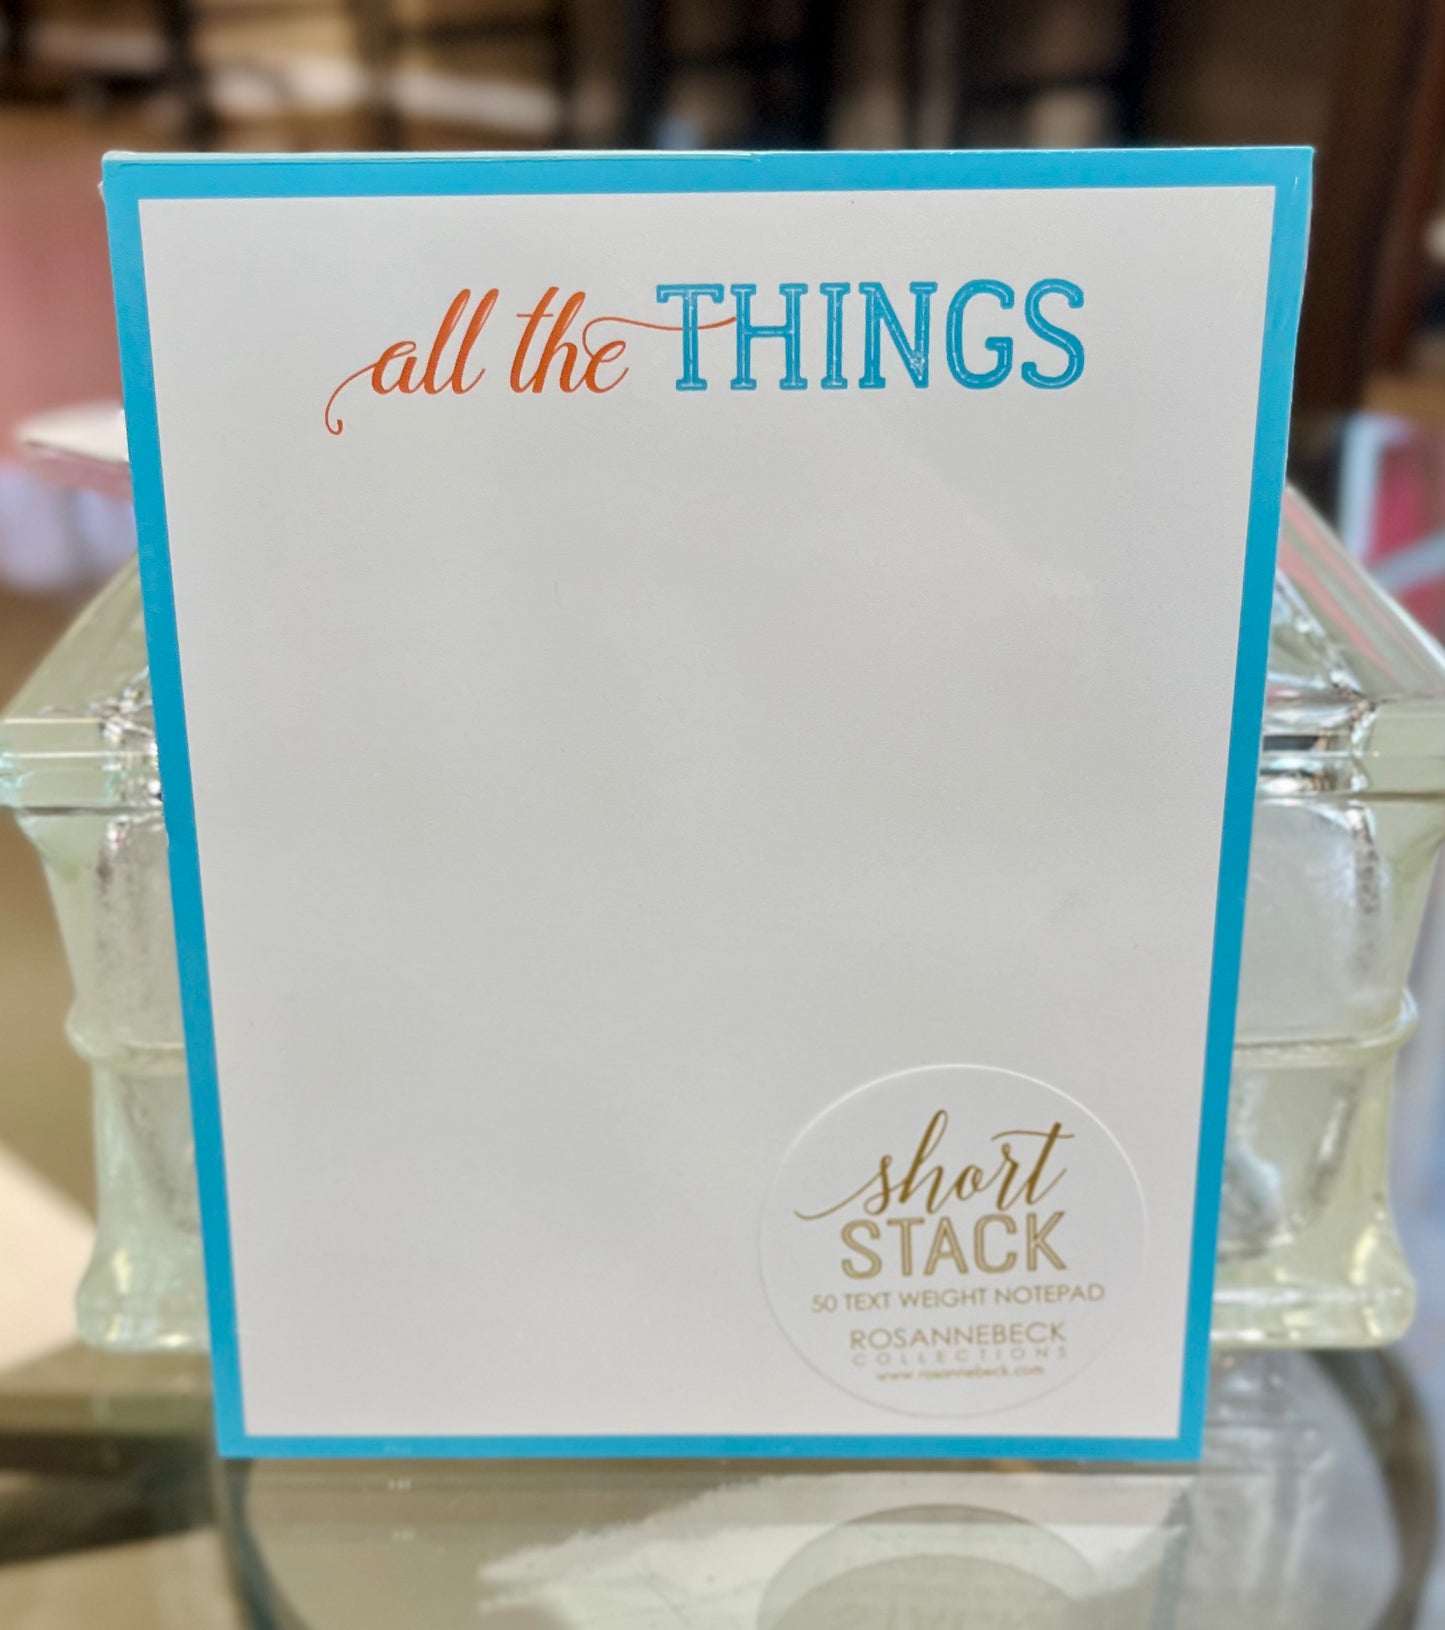 all the THINGS
short
STACK
50 TEXT WEIGHT NOTEPAD
ROSANNEBECK
COLLECTIONS
www.rosannebeck.com